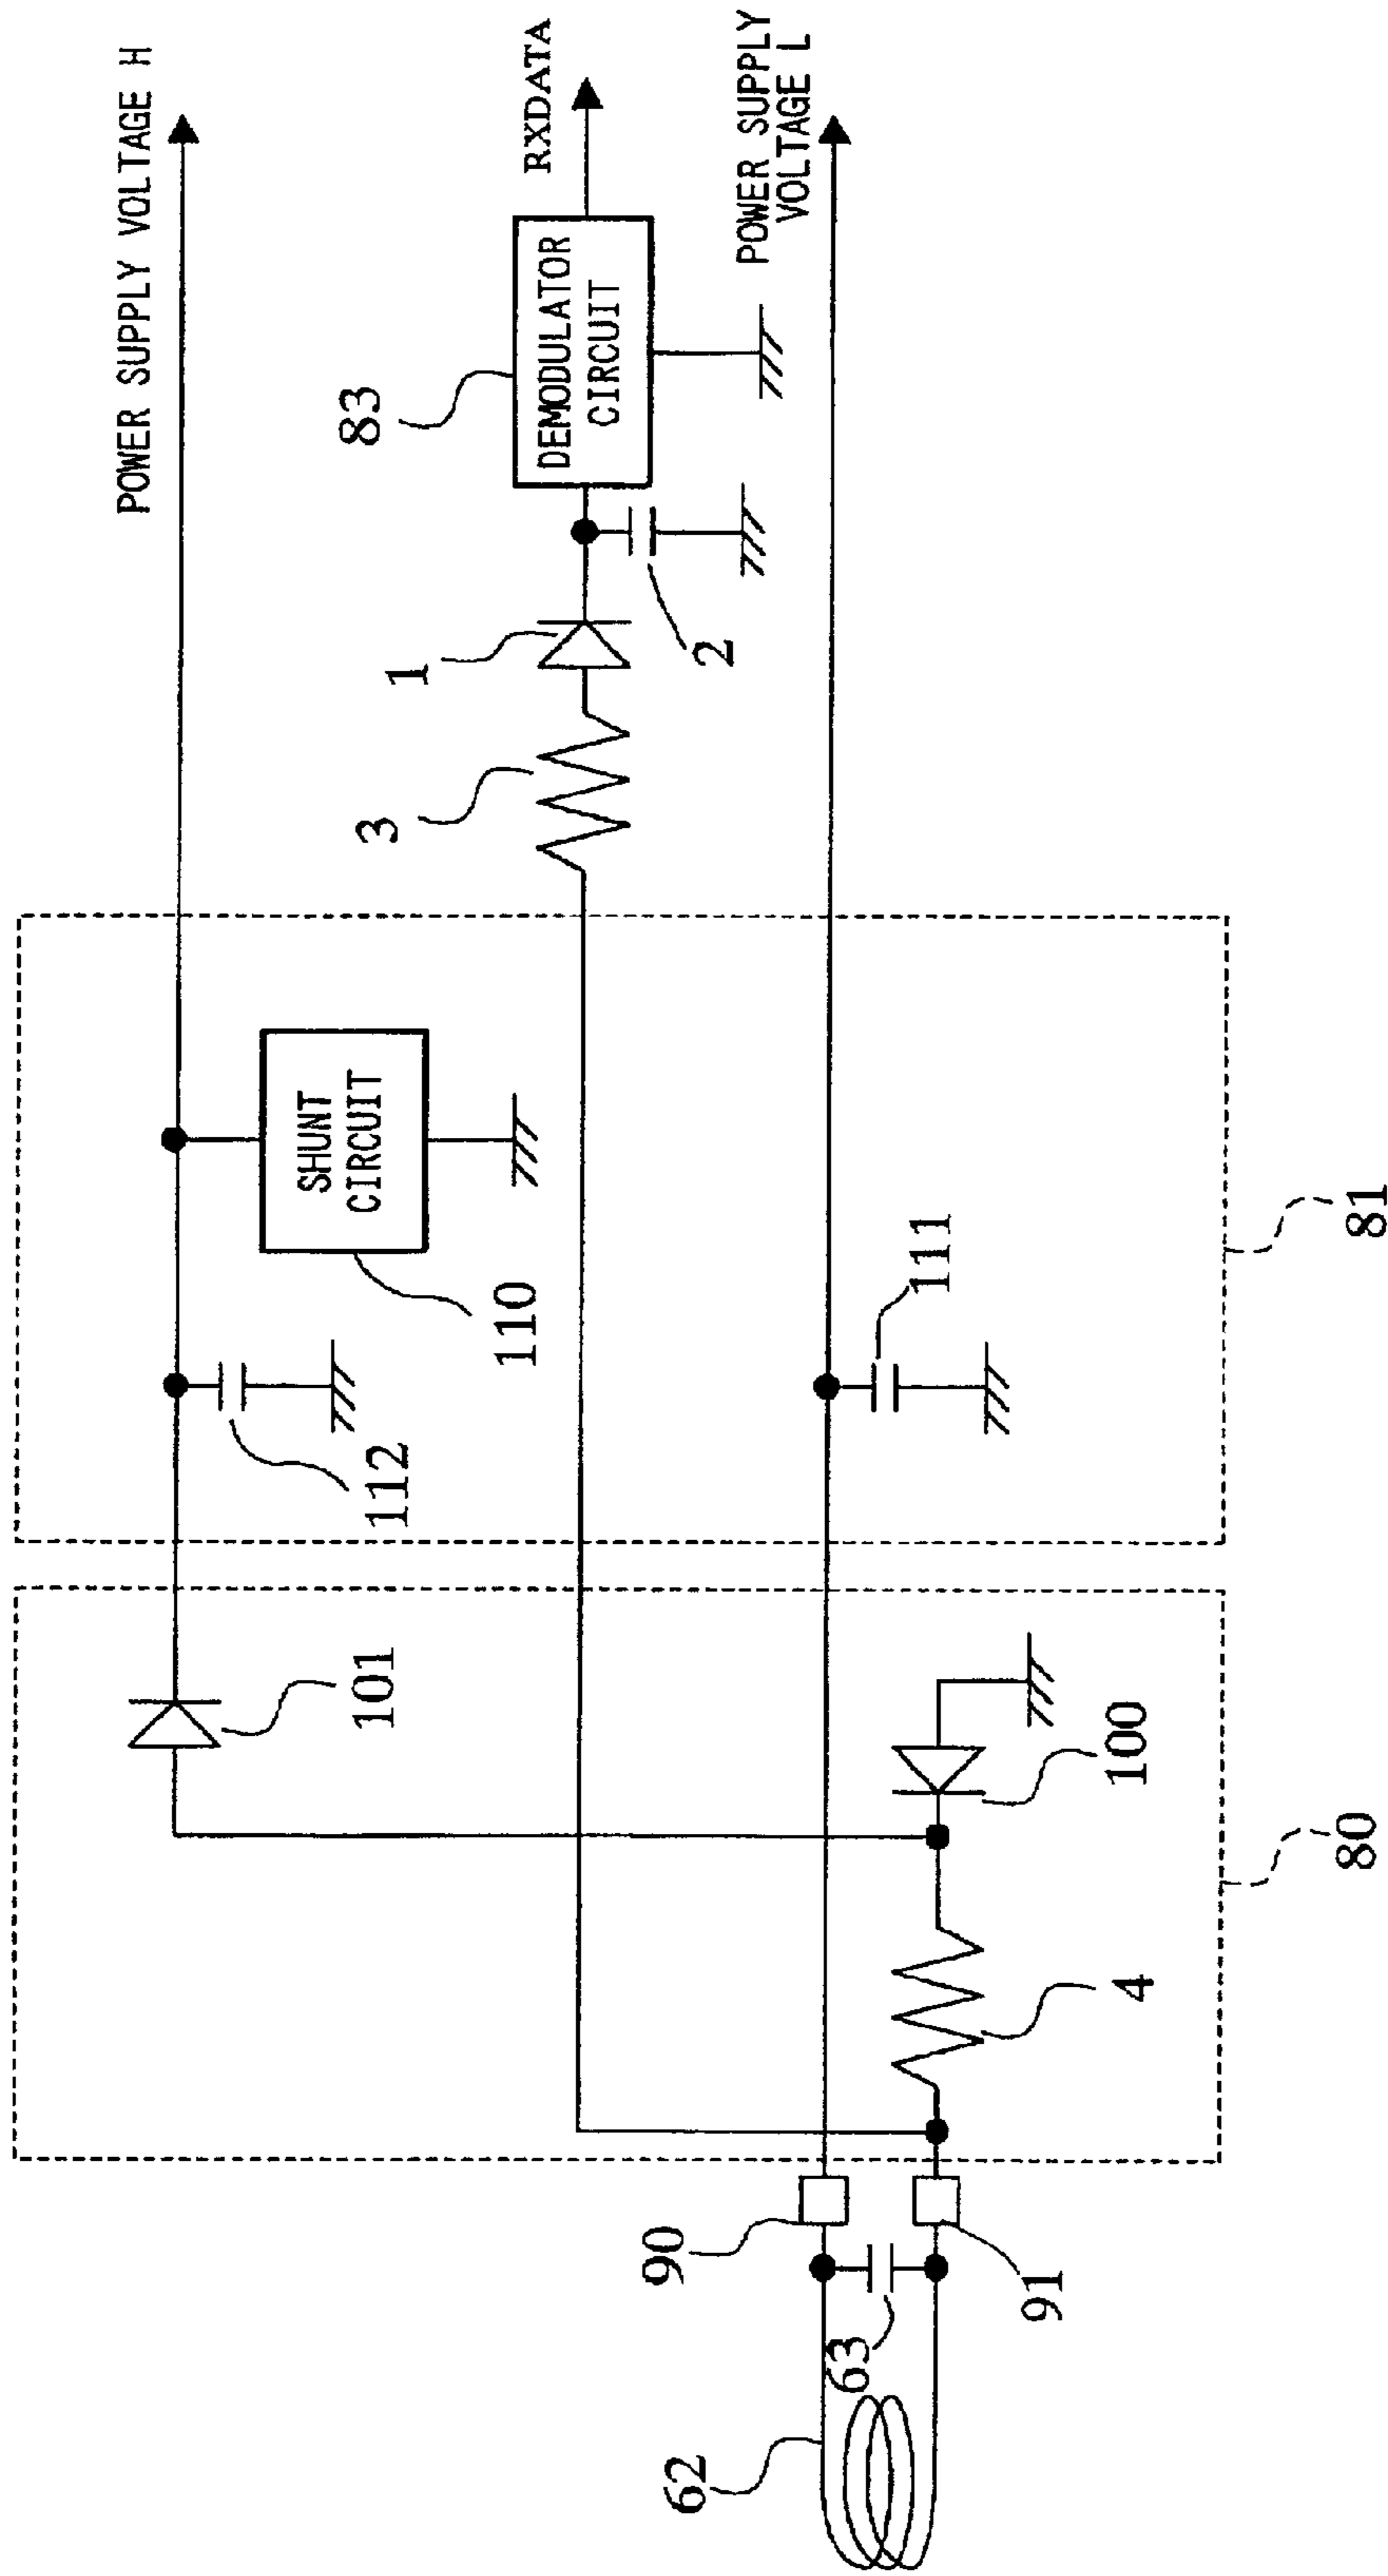 POWER SUPPLY VOLTAGE H
RXDATA
POWER SUPPLY
VOLTAGE L
83
DEMODULATOR
CIRCUIT
1
2
3
SHUNT
CIRCUIT
110
112
111
81
101
100
4
80
90
91
63
62